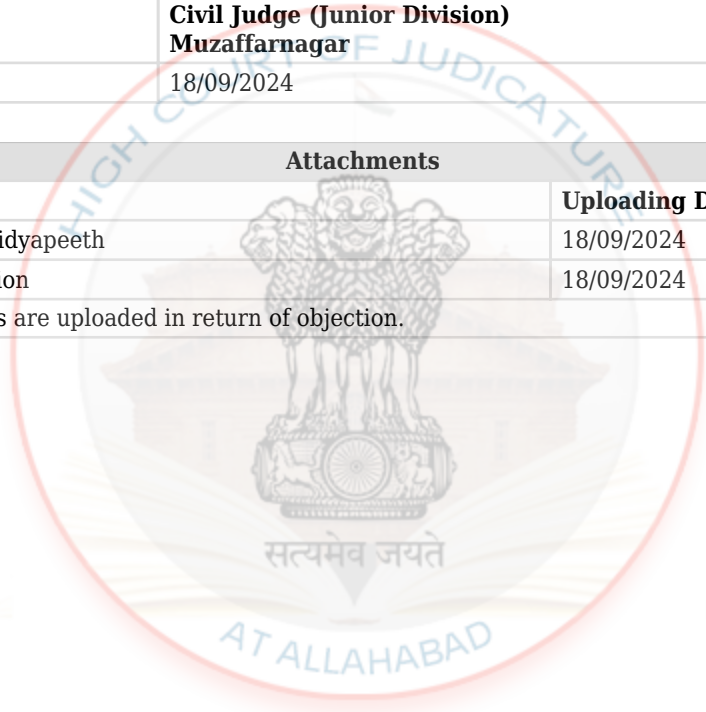 Civil Judge (Junior Division)
Muzaffarnagar
18/09/2024
Attachments
Uploading D
idyapeeth 18/09/2024
on 18/09/2024
s are uploaded in return of objection.
HIGH COURT OF JUDICATURE
सत्यमेव जयते
AT ALLAHABAD